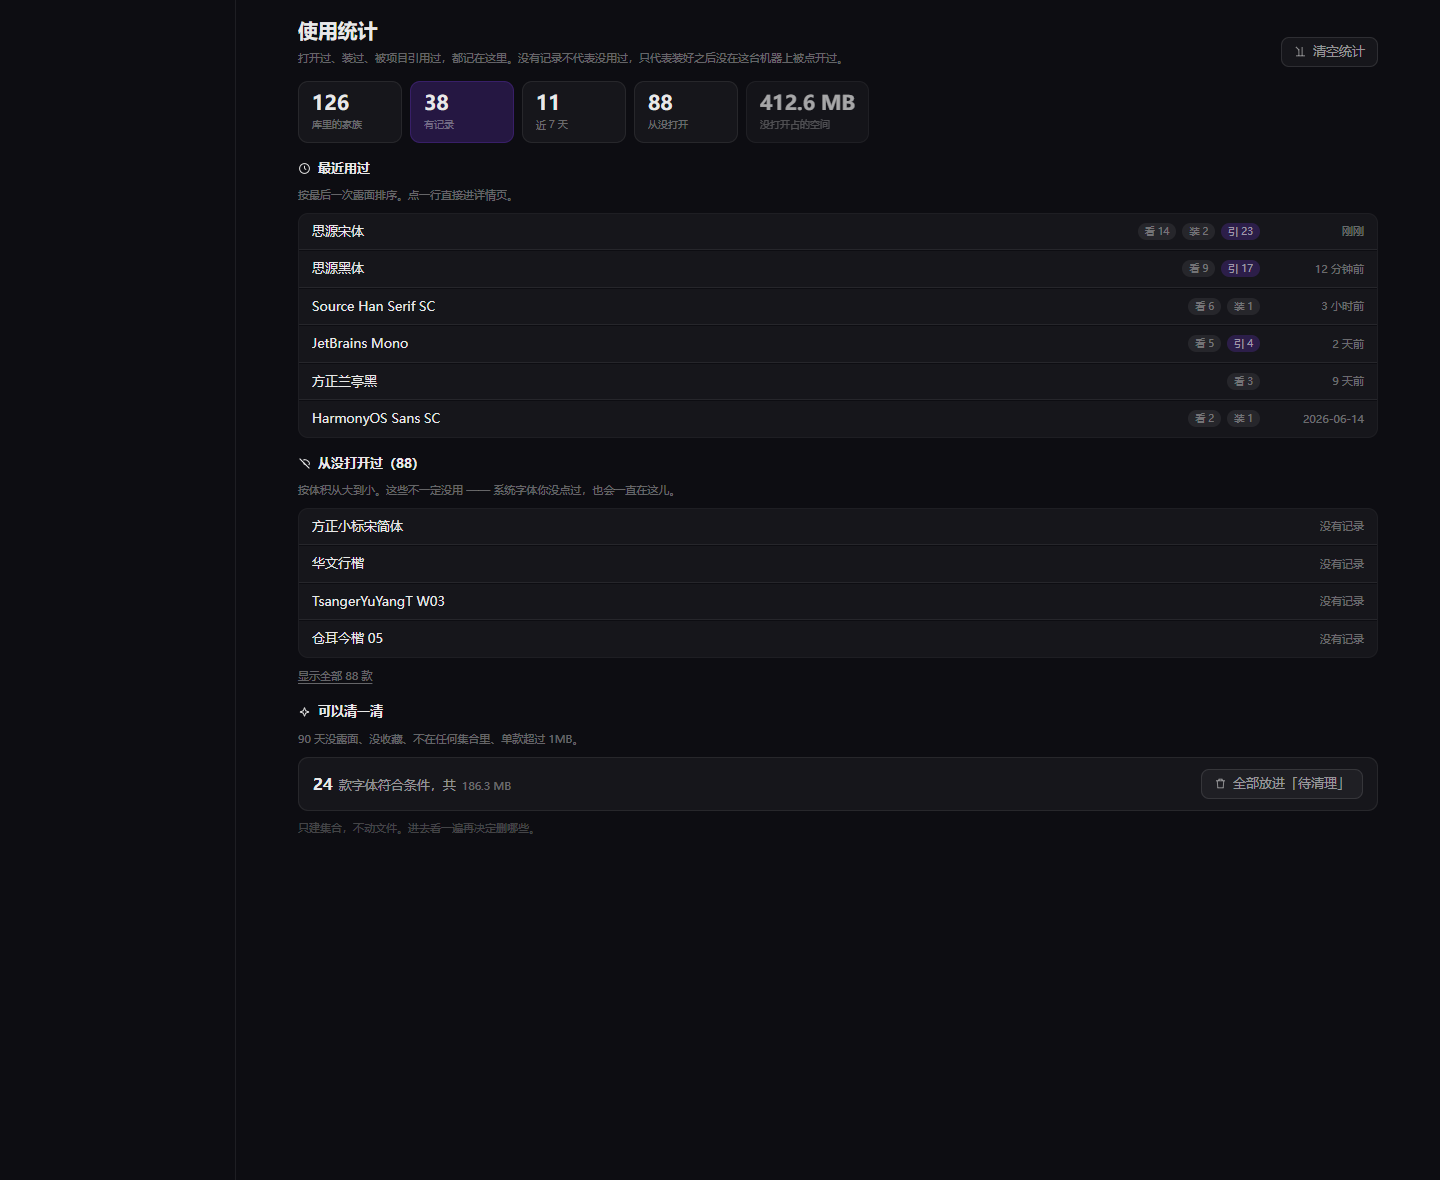 使用统计
打开过、装过、被项目引用过，都记在这里。没有记录不代表没用过，只代表装好之后没在这台机器上被点开过。
清空统计
126
库里的家族
38
有记录
11
近 7 天
88
从没打开
412.6 MB
没打开占的空间
最近用过
按最后一次露面排序。点一行直接进详情页。
思源宋体 看 14 装 2 引 23 刚刚
思源黑体 看 9 引 17 12 分钟前
Source Han Serif SC 看 6 装 1 3 小时前
JetBrains Mono 看 5 引 4 2 天前
方正兰亭黑 看 3 9 天前
HarmonyOS Sans SC 看 2 装 1 2026-06-14
从没打开过（88）
按体积从大到小。这些不一定没用 —— 系统字体你没点过，也会一直在这儿。
方正小标宋简体 没有记录
华文行楷 没有记录
TsangerYuYangT W03 没有记录
仓耳今楷 05 没有记录
显示全部 88 款
可以清一清
90 天没露面、没收藏、不在任何集合里、单款超过 1MB。
24 款字体符合条件，共 186.3 MB
全部放进「待清理」
只建集合，不动文件。进去看一遍再决定删哪些。